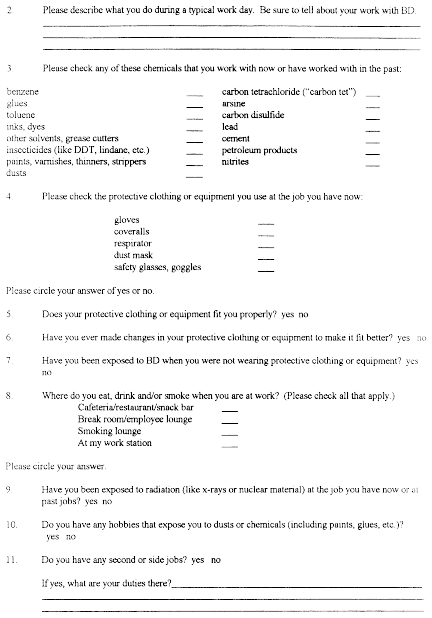 2. Please describe what you do during a typical work day. Be sure to tell about your work with BD.
3 Please check any of these chemicals that you work with now or have worked with in the past:
benzene ___ carbon tetrachloride ("carbon tet") ___
glues ___ arsine ___
toluene ___ carbon disulfide ___
inks, dyes ___ lead ___
other solvents, grease cutters ___ cement ___
insecticides (like DDT, lindane, etc.) ___ petroleum products ___
paints, varnishes, thinners, strippers ___ nitrites ___
dusts ___
4 Please check the protective clothing or equipment you use at the job you have now:
gloves ___
coveralls ___
respirator ___
dust mask ___
safety glasses, goggles ___
Please circle your answer of yes or no.
5. Does your protective clothing or equipment fit you properly? yes no
6. Have you ever made changes in your protective clothing or equipment to make it fit better? yes no
7. Have you been exposed to BD when you were not wearing protective clothing or equipment? yes
no
8. Where do you eat, drink and/or smoke when you are at work? (Please check all that apply.)
Cafeteria/restaurant/snack bar ___
Break room/employee lounge ___
Smoking lounge ___
At my work station ___
Please circle your answer.
9. Have you been exposed to radiation (like x-rays or nuclear material) at the job you have now or at
past jobs? yes no
10. Do you have any hobbies that expose you to dusts or chemicals (including paints, glues, etc.)?
yes no
11. Do you have any second or side jobs? yes no
If yes, what are your duties there?___